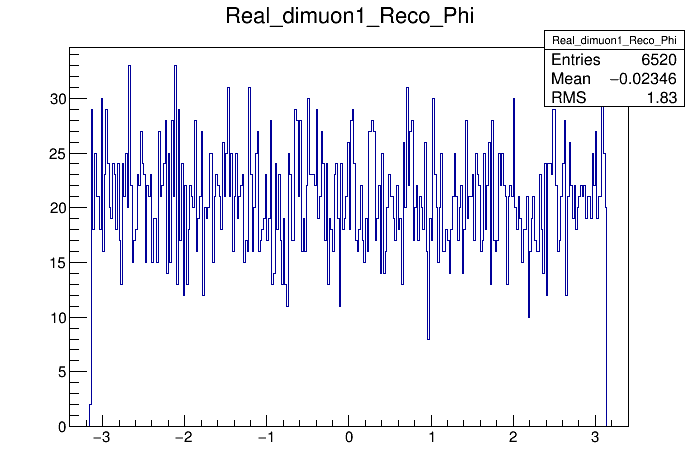 Real_dimuon1_Reco_Phi
Real_dimuon1_Reco_Phi
Entries 6520
Mean −0.02346
RMS 1.83
30
25
20
15
10
5
0
−3 −2 −1 0 1 2 3